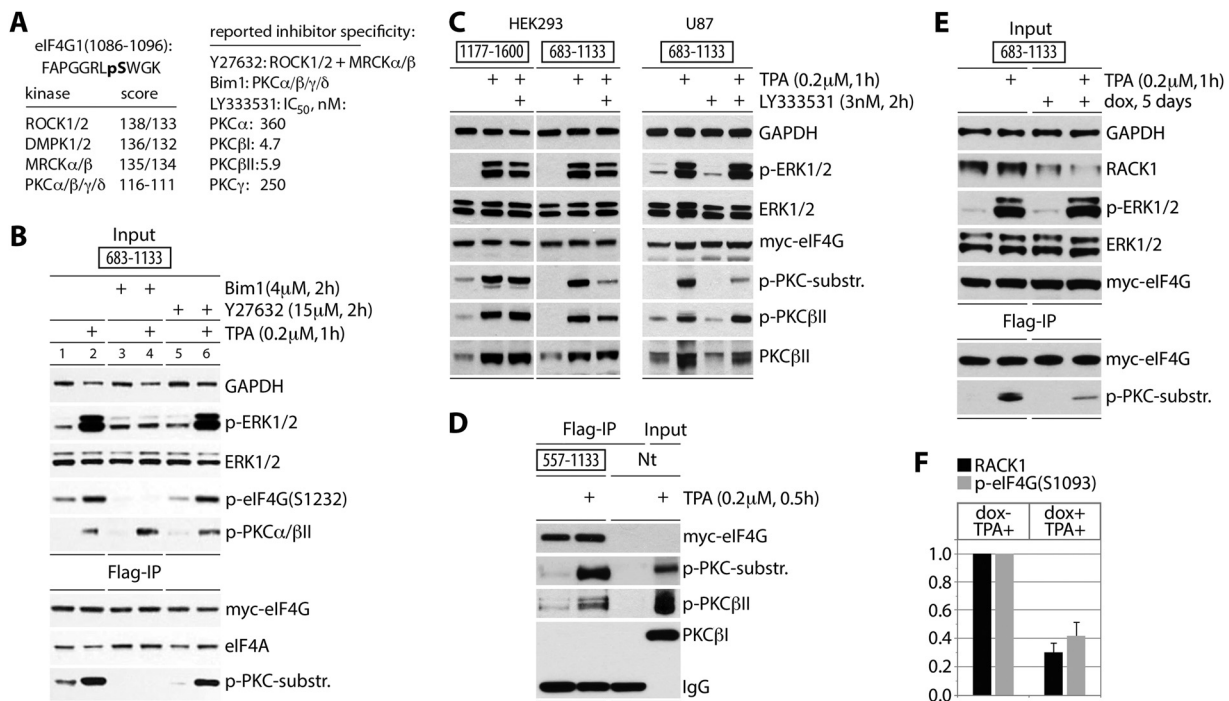 A
eIF4G1(1086-1096):
FAPGGRLpSWGK
kinase score
ROCK1/2 138/133
DMPK1/2 136/132
MRCKα/β 135/134
PKCα/β/γ/δ 116-111
reported inhibitor specificity:
Y27632: ROCK1/2 + MRCKα/β
Bim1: PKCα/β/γ/δ
LY333531: IC50, nM:
PKCα: 360
PKCβI: 4.7
PKCβII: 5.9
PKCγ: 250
B
Input
683-1133
+ + Bim1(4μM, 2h)
+ + Y27632 (15μM, 2h)
+ + + TPA (0.2μM, 1h)
1 2 3 4 5 6
GAPDH
p-ERK1/2
ERK1/2
p-eIF4G(S1232)
p-PKCα/βII
Flag-IP
myc-eIF4G
eIF4A
p-PKC-substr.
C
HEK293 U87
1177-1600 683-1133 683-1133
+ + + + + + TPA (0.2μM, 1h)
+ + + + LY333531 (3nM, 2h)
GAPDH
p-ERK1/2
ERK1/2
myc-eIF4G
p-PKC-substr.
p-PKCβII
PKCβII
D
Flag-IP Input
557-1133 Nt
+ + TPA (0.2μM, 0.5h)
myc-eIF4G
p-PKC-substr.
p-PKCβII
PKCβI
IgG
E
Input
683-1133
+ + TPA (0.2μM, 1h)
+ + dox, 5 days
GAPDH
RACK1
p-ERK1/2
ERK1/2
myc-eIF4G
Flag-IP
myc-eIF4G
p-PKC-substr.
F
RACK1
p-eIF4G(S1093)
dox- dox+
TPA+ TPA+
1.0
0.8
0.6
0.4
0.2
0.0